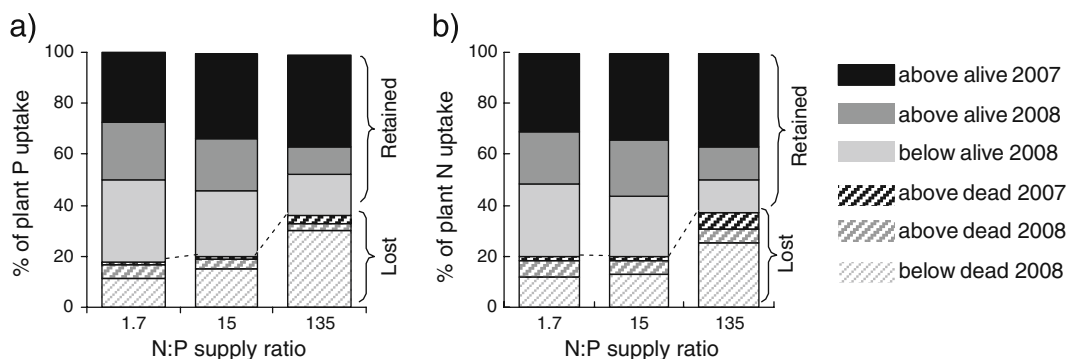 a)
% of plant P uptake
100
80
60
40
20
0
1.7 15 135
N:P supply ratio
Retained
Lost
b)
% of plant N uptake
100
80
60
40
20
0
1.7 15 135
N:P supply ratio
Retained
Lost
above alive 2007
above alive 2008
below alive 2008
above dead 2007
above dead 2008
below dead 2008